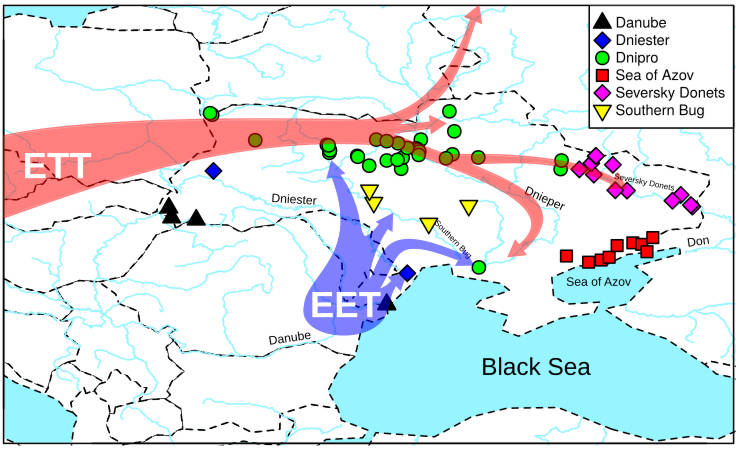 Danube
Dniester
Dnipro
Sea of Azov
Seversky Donets
Southern Bug
ETT
Seversky Donets
Dniester
Dnieper
Southern Bug
Don
Sea of Azov
EET
Danube
Black Sea